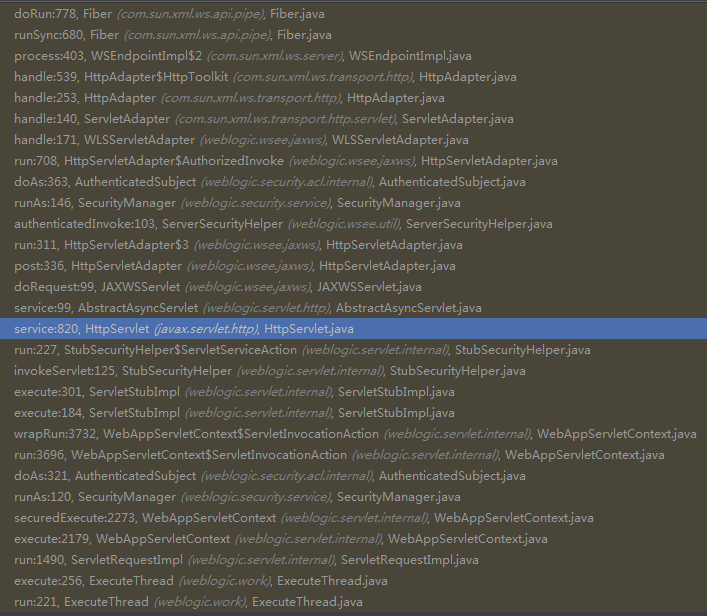 doRun:778, Fiber (com.sun.xml.ws.api.pipe), Fiber.java
runSync:680, Fiber (com.sun.xml.ws.api.pipe), Fiber.java
process:403, WSEndpointImpl$2 (com.sun.xml.ws.server), WSEndpointImpl.java
handle:539, HttpAdapter$HttpToolkit (com.sun.xml.ws.transport.http), HttpAdapter.java
handle:253, HttpAdapter (com.sun.xml.ws.transport.http), HttpAdapter.java
handle:140, ServletAdapter (com.sun.xml.ws.transport.http.servlet), ServletAdapter.java
handle:171, WLSServletAdapter (weblogic.wsee.jaxws), WLSServletAdapter.java
run:708, HttpServletAdapter$AuthorizedInvoke (weblogic.wsee.jaxws), HttpServletAdapter.java
doAs:363, AuthenticatedSubject (weblogic.security.acl.internal), AuthenticatedSubject.java
runAs:146, SecurityManager (weblogic.security.service), SecurityManager.java
authenticatedInvoke:103, ServerSecurityHelper (weblogic.wsee.util), ServerSecurityHelper.java
run:311, HttpServletAdapter$3 (weblogic.wsee.jaxws), HttpServletAdapter.java
post:336, HttpServletAdapter (weblogic.wsee.jaxws), HttpServletAdapter.java
doRequest:99, JAXWSServlet (weblogic.wsee.jaxws), JAXWSServlet.java
service:99, AbstractAsyncServlet (weblogic.servlet.http), AbstractAsyncServlet.java
service:820, HttpServlet (javax.servlet.http), HttpServlet.java
run:227, StubSecurityHelper$ServletServiceAction (weblogic.servlet.internal), StubSecurityHelper.java
invokeServlet:125, StubSecurityHelper (weblogic.servlet.internal), StubSecurityHelper.java
execute:301, ServletStubImpl (weblogic.servlet.internal), ServletStubImpl.java
execute:184, ServletStubImpl (weblogic.servlet.internal), ServletStubImpl.java
wrapRun:3732, WebAppServletContext$ServletInvocationAction (weblogic.servlet.internal), WebAppServletContext.java
run:3696, WebAppServletContext$ServletInvocationAction (weblogic.servlet.internal), WebAppServletContext.java
doAs:321, AuthenticatedSubject (weblogic.security.acl.internal), AuthenticatedSubject.java
runAs:120, SecurityManager (weblogic.security.service), SecurityManager.java
securedExecute:2273, WebAppServletContext (weblogic.servlet.internal), WebAppServletContext.java
execute:2179, WebAppServletContext (weblogic.servlet.internal), WebAppServletContext.java
run:1490, ServletRequestImpl (weblogic.servlet.internal), ServletRequestImpl.java
execute:256, ExecuteThread (weblogic.work), ExecuteThread.java
run:221, ExecuteThread (weblogic.work), ExecuteThread.java